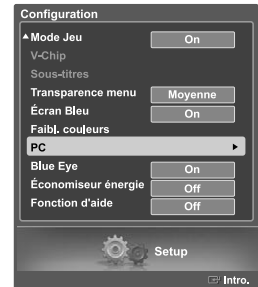 Configuration
Mode Jeu On
V-Chip
Sous-titres
Transparence menu Moyenne
Écran Bleu On
Faibl. couleurs
PC
Blue Eye On
Économiseur énergie Off
Fonction d'aide Off
Setup
Intro.